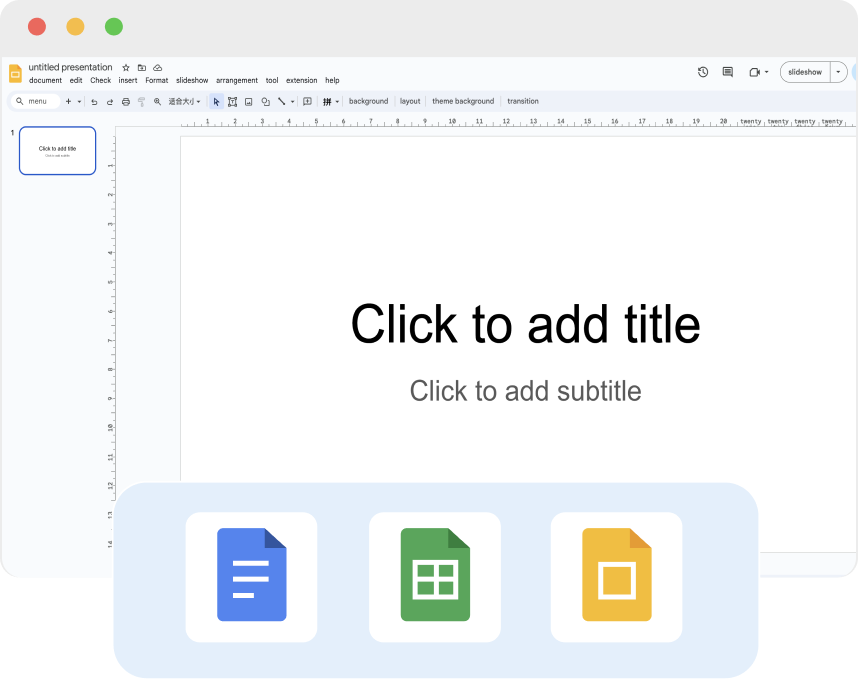 untitled presentation
document edit Check insert Format slideshow arrangement tool extension help
slideshow
menu
适合大小
拼
background layout theme background transition
1 2 3 4 5 6 7 8 9 10 11 12 13 14 15 16 17 18 19 20 twenty twenty twenty twenty
1
Click to add title
Click to add subtitle
1
2
3
4
5
6
7
8
9
10
11
12
13
14
Click to add title
Click to add subtitle